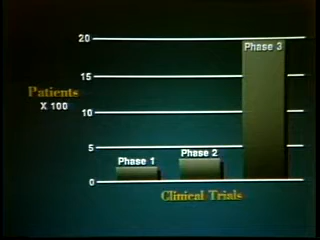 20
Phase 3
15
Patients
X 100
10
5
Phase 2
Phase 1
0
Clinical Trials